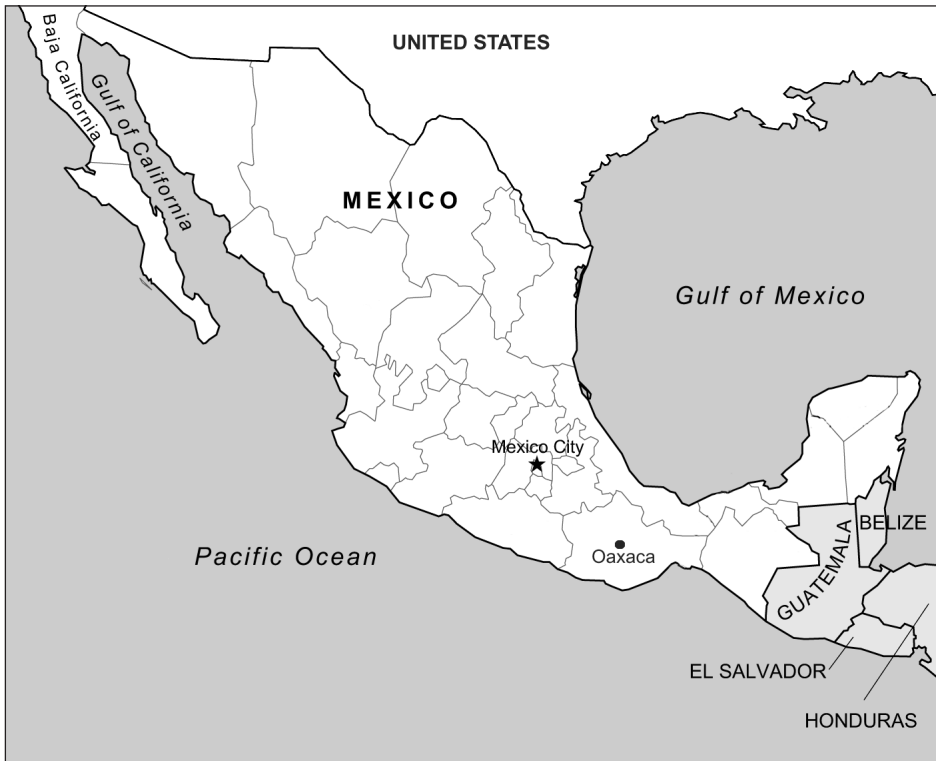 UNITED STATES
Baja California
Gulf of California
MEXICO
Gulf of Mexico
Mexico City
BELIZE
GUATEMALA
Oaxaca
Pacific Ocean
EL SALVADOR
HONDURAS